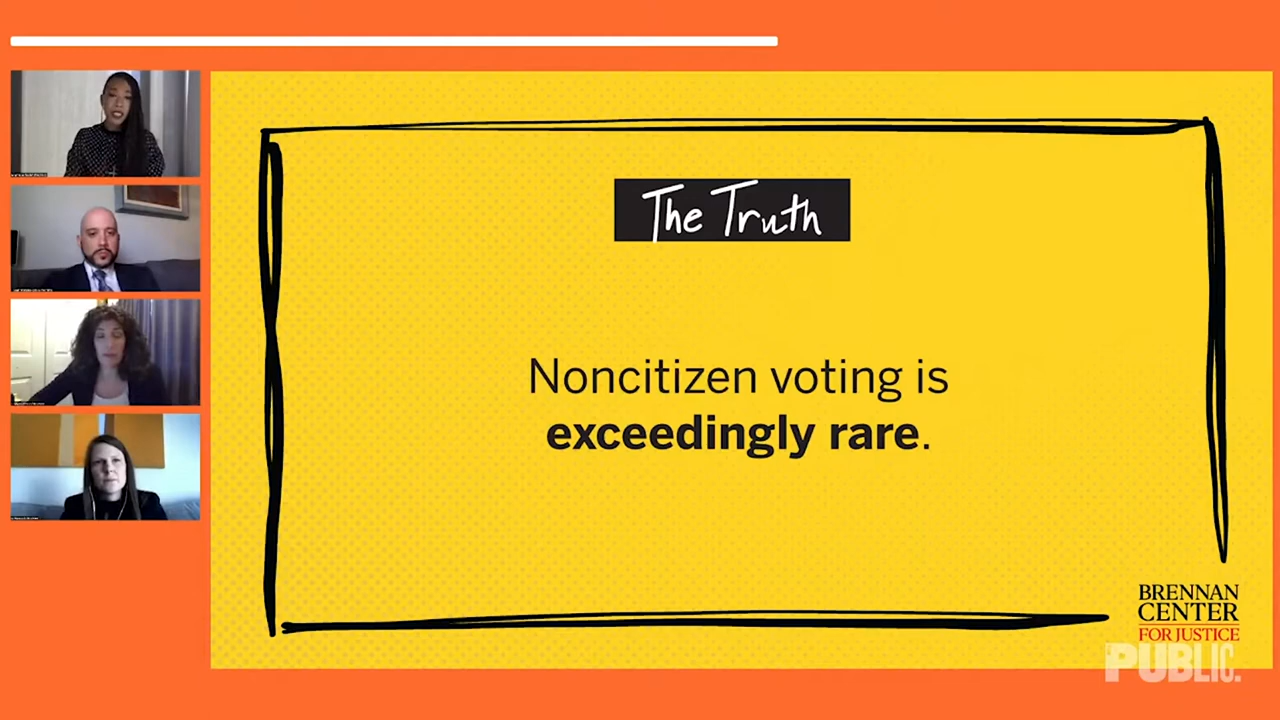 The Truth
Noncitizen voting is
exceedingly rare.
BRENNAN
CENTER
FOR JUSTICE
PUBLIC.